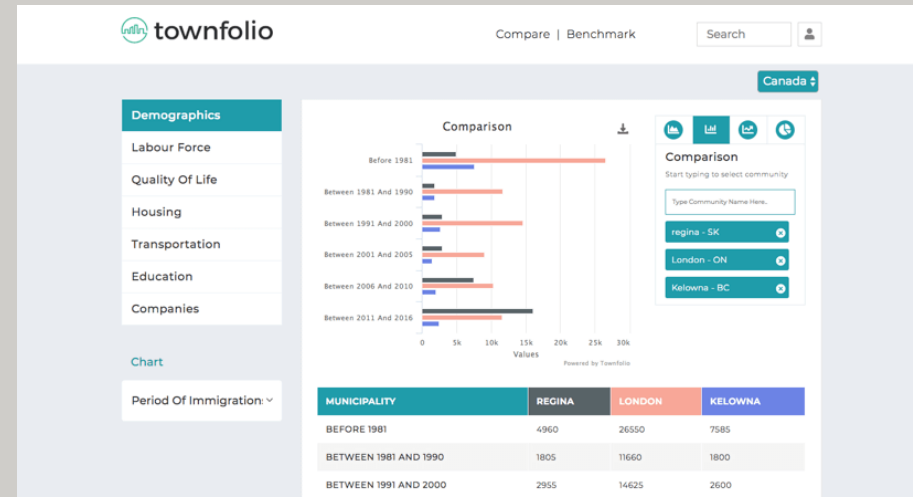 townfolio
Compare | Benchmark
Search
Canada
Demographics
Labour Force
Quality Of Life
Housing
Transportation
Education
Companies
Chart
Period Of Immigration:
Comparison
Before 1981
Between 1981 And 1990
Between 1991 And 2000
Between 2001 And 2005
Between 2006 And 2010
Between 2011 And 2016
0 5k 10k 15k 20k 25k 30k
Values
Powered by Townfolio
Comparison
Start typing to select community
Type Community Name Here..
regina - SK
London - ON
Kelowna - BC
MUNICIPALITY REGINA LONDON KELOWNA
BEFORE 1981 4960 26550 7585
BETWEEN 1981 AND 1990 1805 11660 1800
BETWEEN 1991 AND 2000 2955 14625 2600